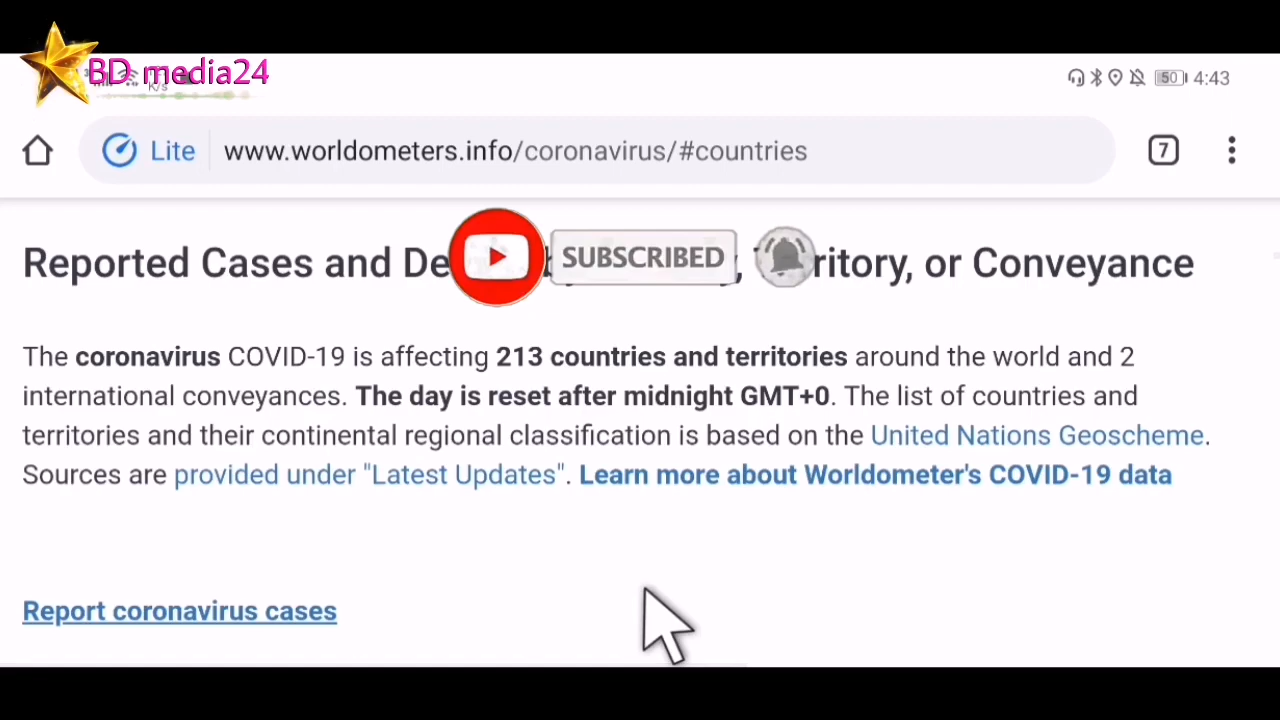 BD media24
K/s
50 4:43
Lite www.worldometers.info/coronavirus/#countries 7
Reported Cases and De ritory, or Conveyance
SUBSCRIBED
The coronavirus COVID-19 is affecting 213 countries and territories around the world and 2
international conveyances. The day is reset after midnight GMT+0. The list of countries and
territories and their continental regional classification is based on the United Nations Geoscheme.
Sources are provided under "Latest Updates". Learn more about Worldometer's COVID-19 data
Report coronavirus cases